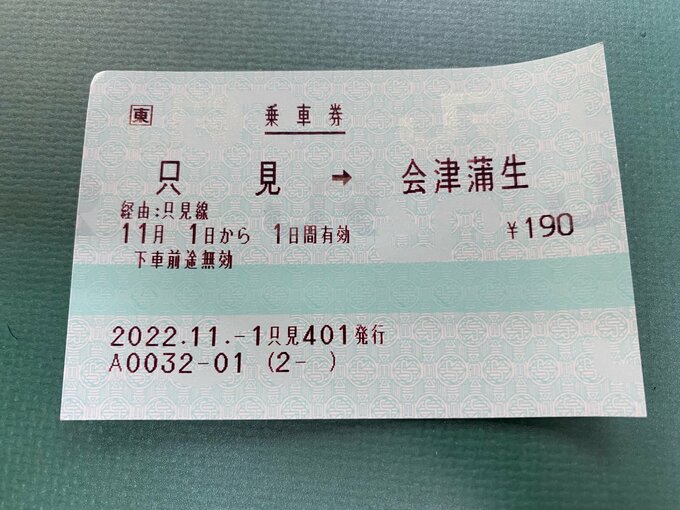 東 乗車券
只見 → 会津蒲生
経由:只見線
11月 1日から 1日間有効 ¥190
下車前途無効
2022.11.-1只見401発行
A0032-01 (2- )